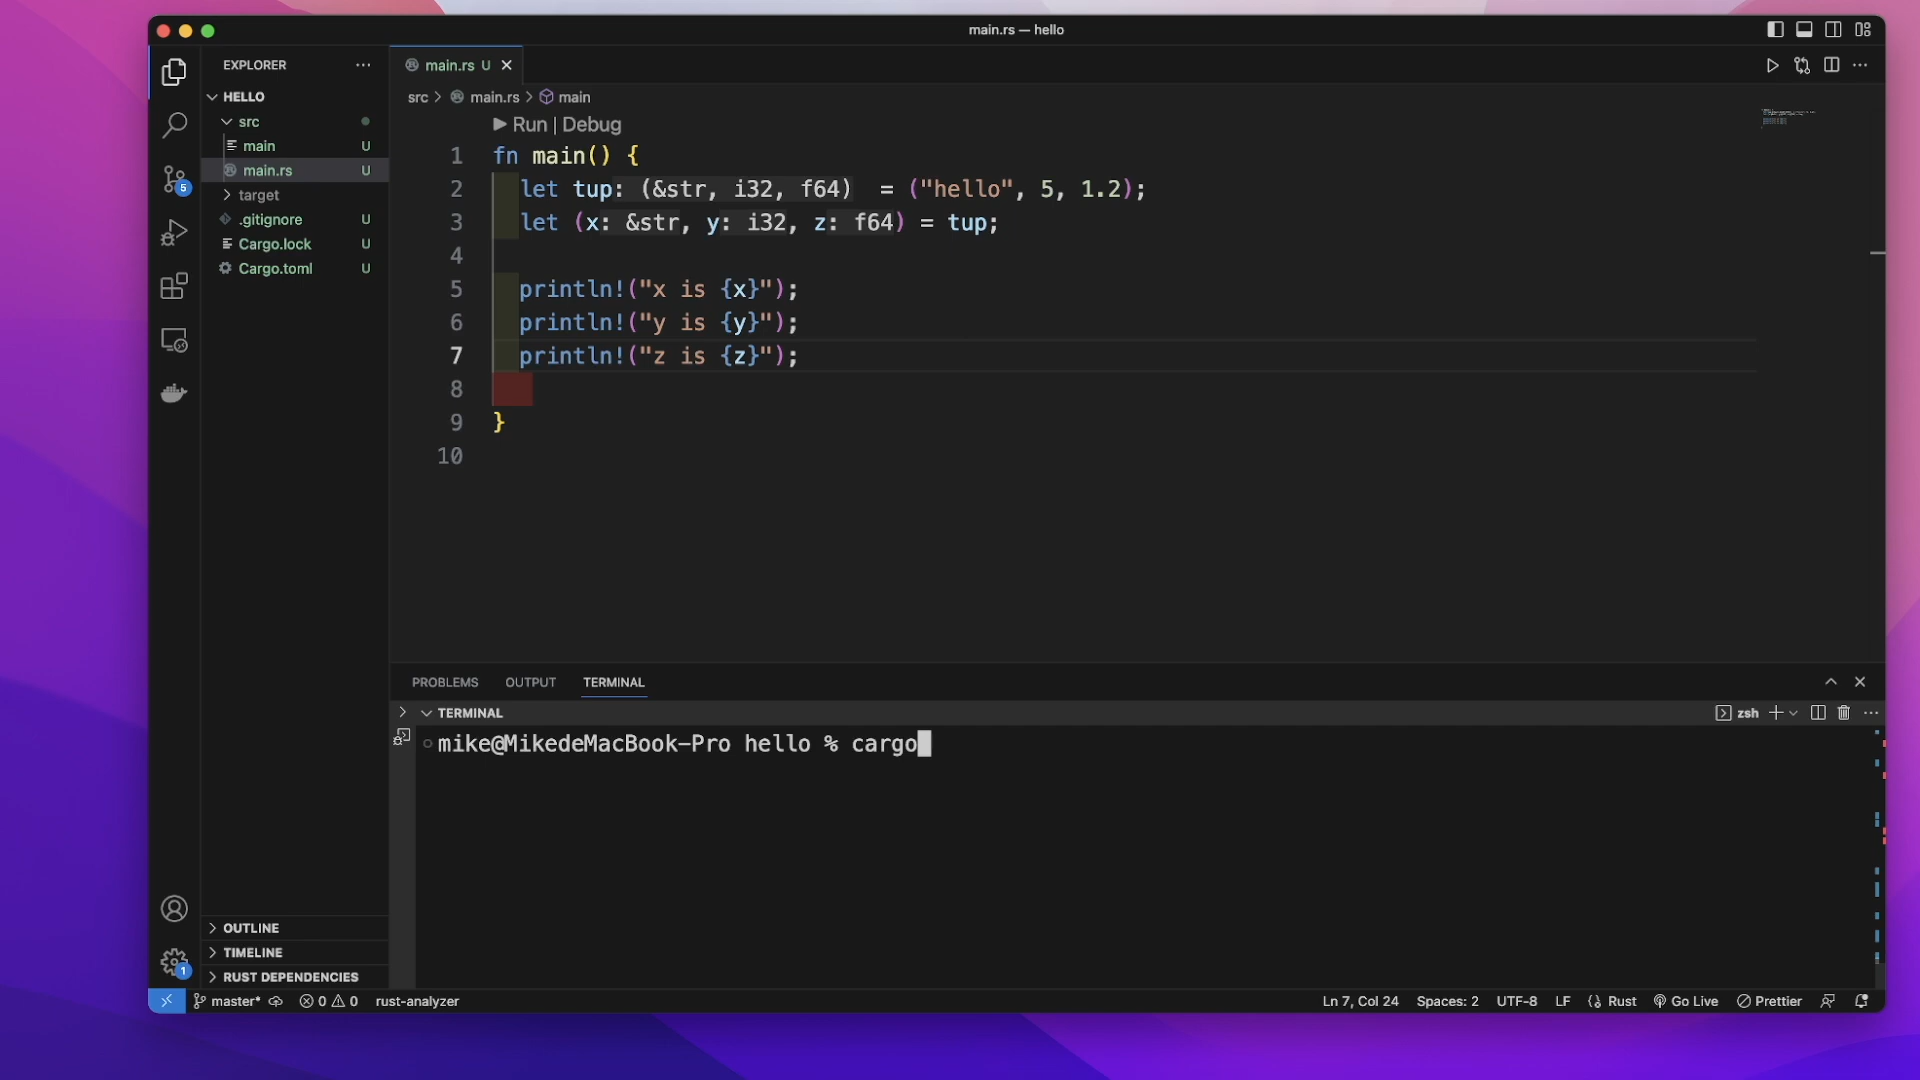 main.rs — hello
EXPLORER
HELLO
src
main U
main.rs U
target
.gitignore U
Cargo.lock U
Cargo.toml U
OUTLINE
TIMELINE
RUST DEPENDENCIES
5
1
main.rs U
src > main.rs > main
Run | Debug
1 fn main() {
2 let tup: (&str, i32, f64) = ("hello", 5, 1.2);
3 let (x: &str, y: i32, z: f64) = tup;
4
5 println!("x is {x}");
6 println!("y is {y}");
7 println!("z is {z}");
8
9 }
10
PROBLEMS OUTPUT TERMINAL
TERMINAL
zsh
mike@MikedeMacBook-Pro hello % cargo
master* 0 0 rust-analyzer
Ln 7, Col 24 Spaces: 2 UTF-8 LF Rust Go Live Prettier